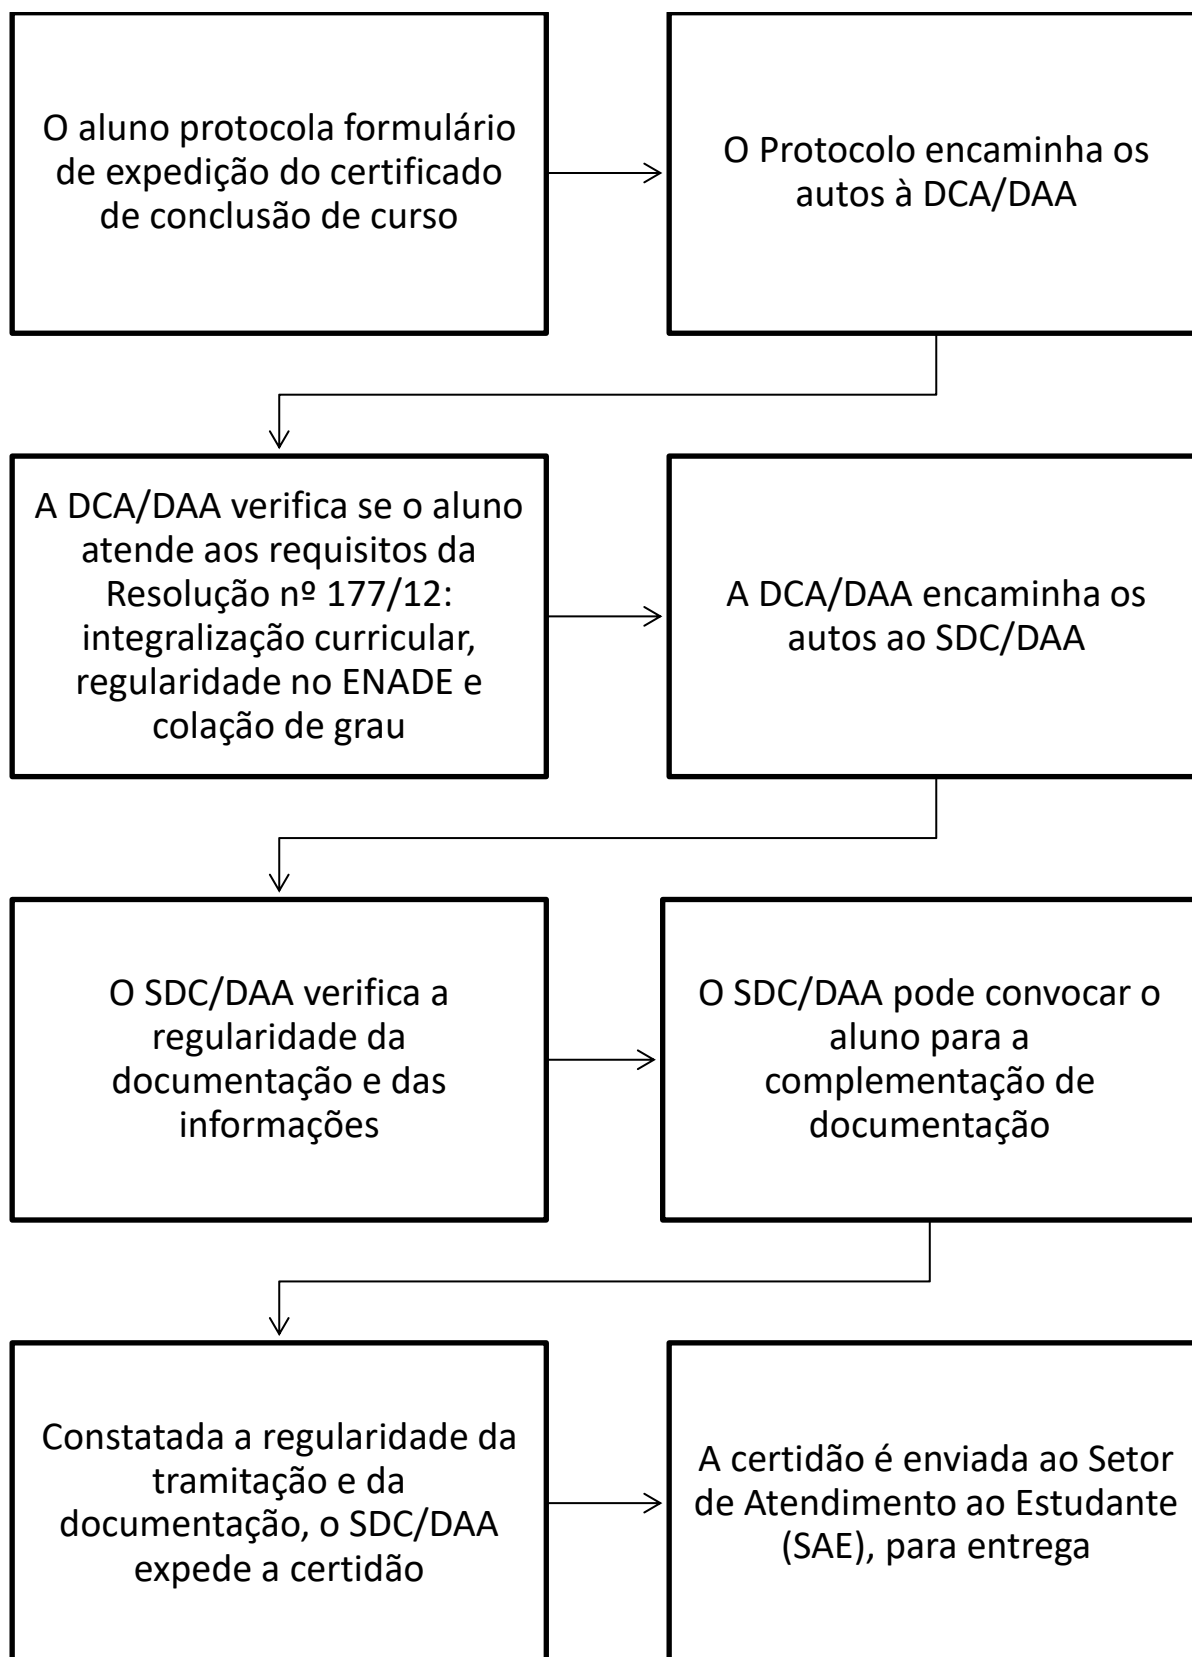 O aluno protocola formulário
de expedição do certificado
de conclusão de curso
O Protocolo encaminha os
autos à DCA/DAA
A DCA/DAA verifica se o aluno
atende aos requisitos da
Resolução nº 177/12:
integralização curricular,
regularidade no ENADE e
colação de grau
A DCA/DAA encaminha os
autos ao SDC/DAA
O SDC/DAA verifica a
regularidade da
documentação e das
informações
O SDC/DAA pode convocar o
aluno para a
complementação de
documentação
Constatada a regularidade da
tramitação e da
documentação, o SDC/DAA
expede a certidão
A certidão é enviada ao Setor
de Atendimento ao Estudante
(SAE), para entrega